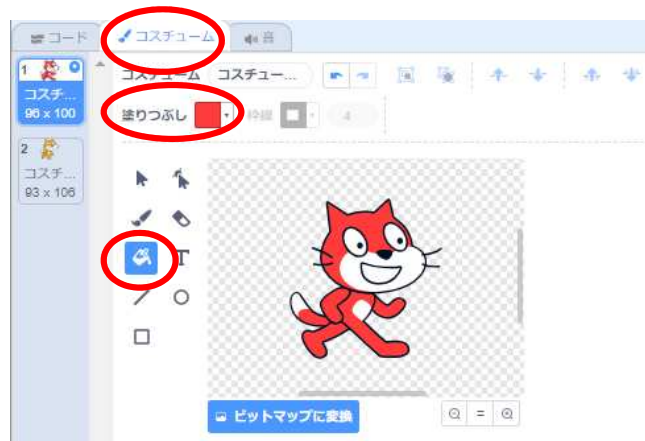 コード コスチューム 音
1
コスチ...
96 x 100
2
コスチ...
93 x 106
コスチューム コスチュー...
塗りつぶし 枠線 4
T
ビットマップに変換